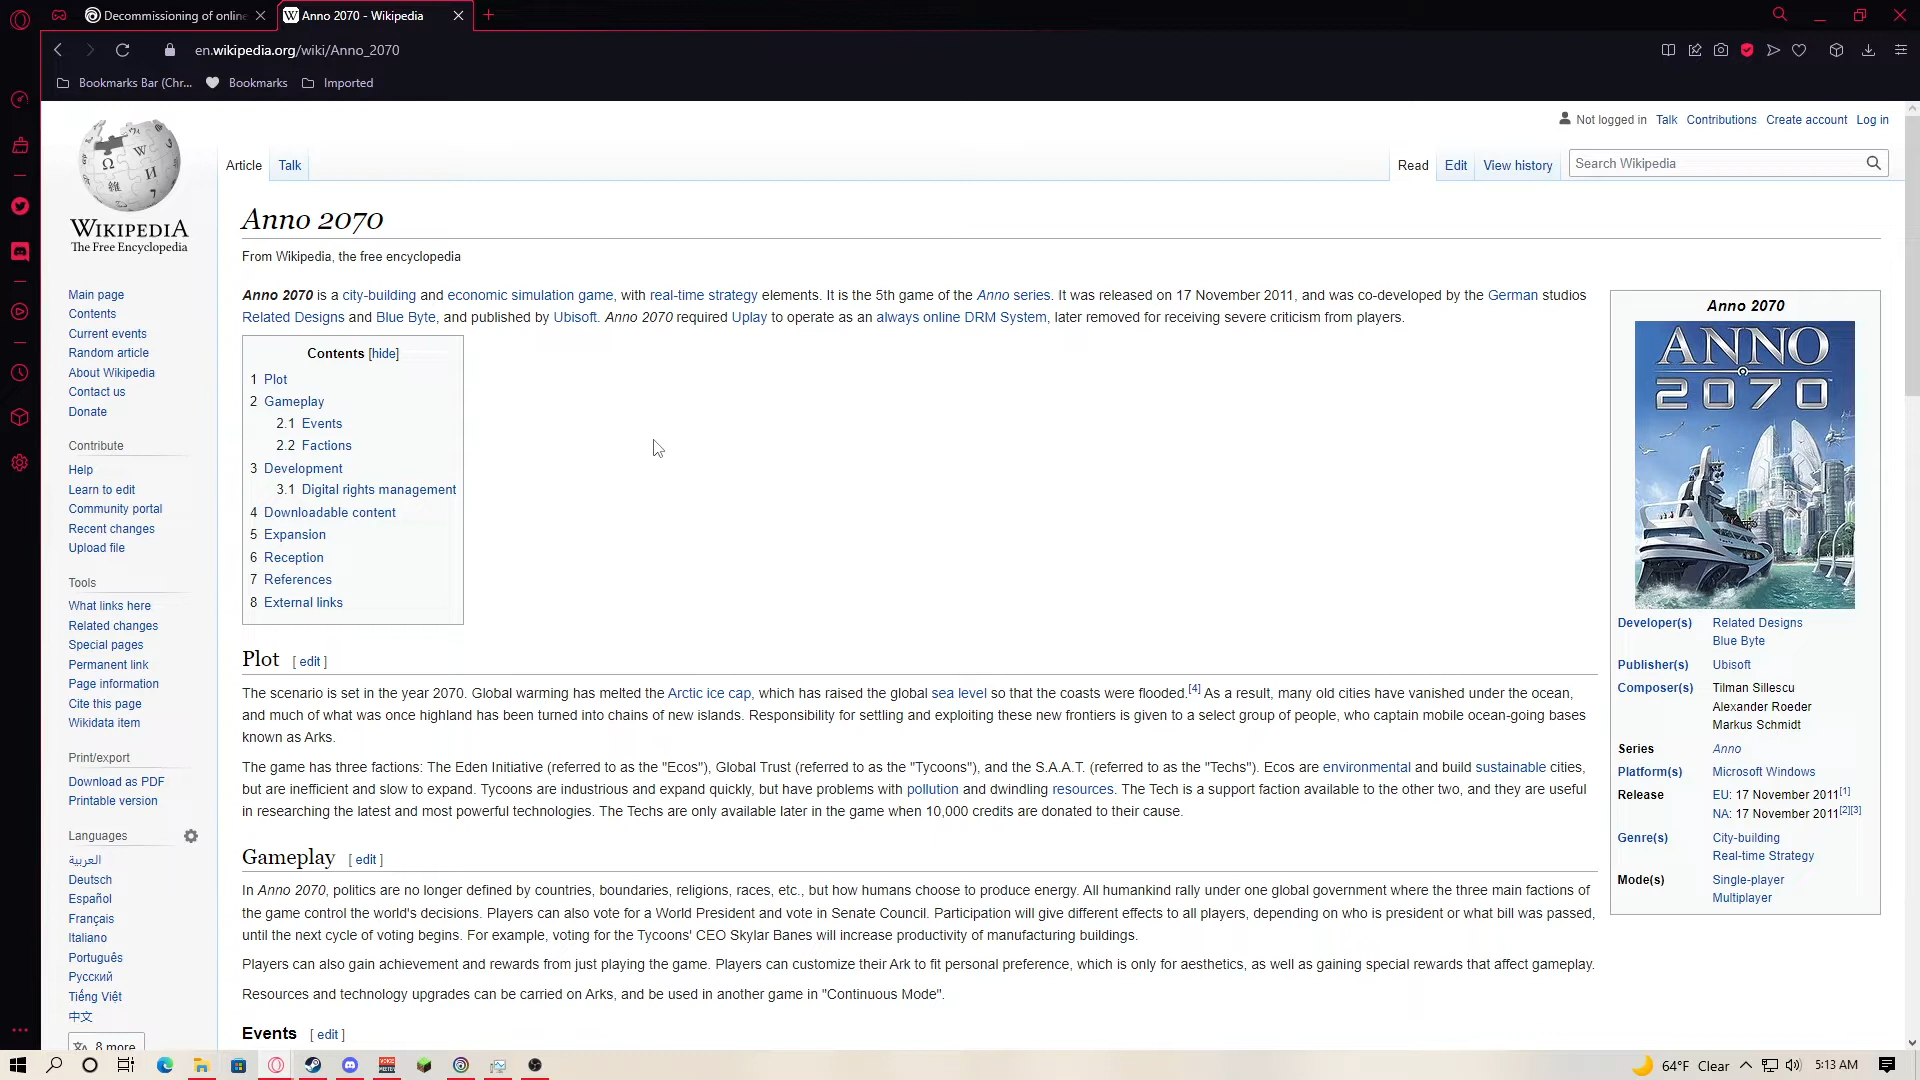 Decommissioning of online
Anno 2070 - Wikipedia
en.wikipedia.org/wiki/Anno_2070
Bookmarks Bar (Chr...
Bookmarks
Imported
Not logged in Talk Contributions Create account Log in
Article Talk
Read Edit View history
Search Wikipedia
WIKIPEDIA
The Free Encyclopedia
Main page
Contents
Current events
Random article
About Wikipedia
Contact us
Donate
Contribute
Help
Learn to edit
Community portal
Recent changes
Upload file
Tools
What links here
Related changes
Special pages
Permanent link
Page information
Cite this page
Wikidata item
Print/export
Download as PDF
Printable version
Languages
العربية
Deutsch
Español
Français
Italiano
Português
Русский
Tiếng Việt
中文
8 more
Anno 2070
From Wikipedia, the free encyclopedia
Anno 2070 is a city-building and economic simulation game, with real-time strategy elements. It is the 5th game of the Anno series. It was released on 17 November 2011, and was co-developed by the German studios
Related Designs and Blue Byte, and published by Ubisoft. Anno 2070 required Uplay to operate as an always online DRM System, later removed for receiving severe criticism from players.
Contents [hide]
1 Plot
2 Gameplay
2.1 Events
2.2 Factions
3 Development
3.1 Digital rights management
4 Downloadable content
5 Expansion
6 Reception
7 References
8 External links
Plot [ edit ]
The scenario is set in the year 2070. Global warming has melted the Arctic ice cap, which has raised the global sea level so that the coasts were flooded.[4] As a result, many old cities have vanished under the ocean,
and much of what was once highland has been turned into chains of new islands. Responsibility for settling and exploiting these new frontiers is given to a select group of people, who captain mobile ocean-going bases
known as Arks.
The game has three factions: The Eden Initiative (referred to as the "Ecos"), Global Trust (referred to as the "Tycoons"), and the S.A.A.T. (referred to as the "Techs"). Ecos are environmental and build sustainable cities,
but are inefficient and slow to expand. Tycoons are industrious and expand quickly, but have problems with pollution and dwindling resources. The Tech is a support faction available to the other two, and they are useful
in researching the latest and most powerful technologies. The Techs are only available later in the game when 10,000 credits are donated to their cause.
Gameplay [ edit ]
In Anno 2070, politics are no longer defined by countries, boundaries, religions, races, etc., but how humans choose to produce energy. All humankind rally under one global government where the three main factions of
the game control the world's decisions. Players can also vote for a World President and vote in Senate Council. Participation will give different effects to all players, depending on who is president or what bill was passed,
until the next cycle of voting begins. For example, voting for the Tycoons' CEO Skylar Banes will increase productivity of manufacturing buildings.
Players can also gain achievement and rewards from just playing the game. Players can customize their Ark to fit personal preference, which is only for aesthetics, as well as gaining special rewards that affect gameplay.
Resources and technology upgrades can be carried on Arks, and be used in another game in "Continuous Mode".
Events [ edit ]
Anno 2070
ANNO
2070
Developer(s) Related Designs
Blue Byte
Publisher(s) Ubisoft
Composer(s) Tilman Sillescu
Alexander Roeder
Markus Schmidt
Series Anno
Platform(s) Microsoft Windows
Release EU: 17 November 2011[1]
NA: 17 November 2011[2][3]
Genre(s) City-building
Real-time Strategy
Mode(s) Single-player
Multiplayer
64°F Clear
5:13 AM